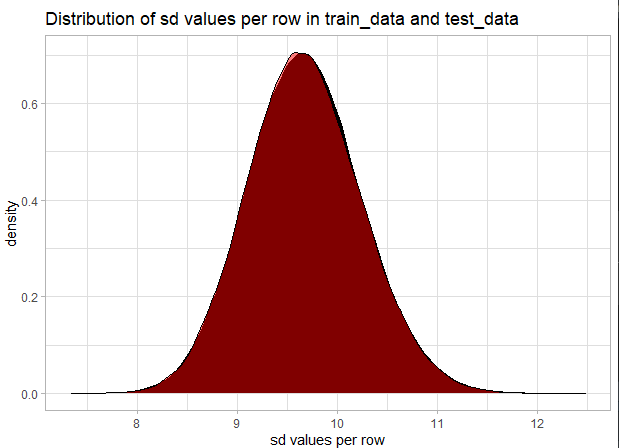 Distribution of sd values per row in train_data and test_data
density
0.6
0.4
0.2
0.0
8 9 10 11 12
sd values per row